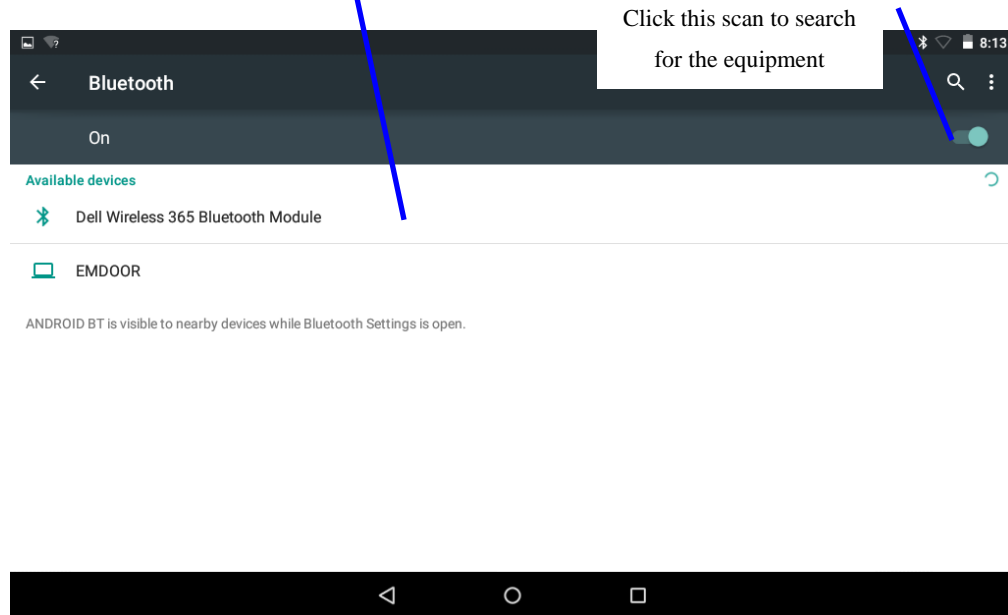 Click this scan to search
for the equipment
8:13
Bluetooth
On
Available devices
Dell Wireless 365 Bluetooth Module
EMDOOR
ANDROID BT is visible to nearby devices while Bluetooth Settings is open.